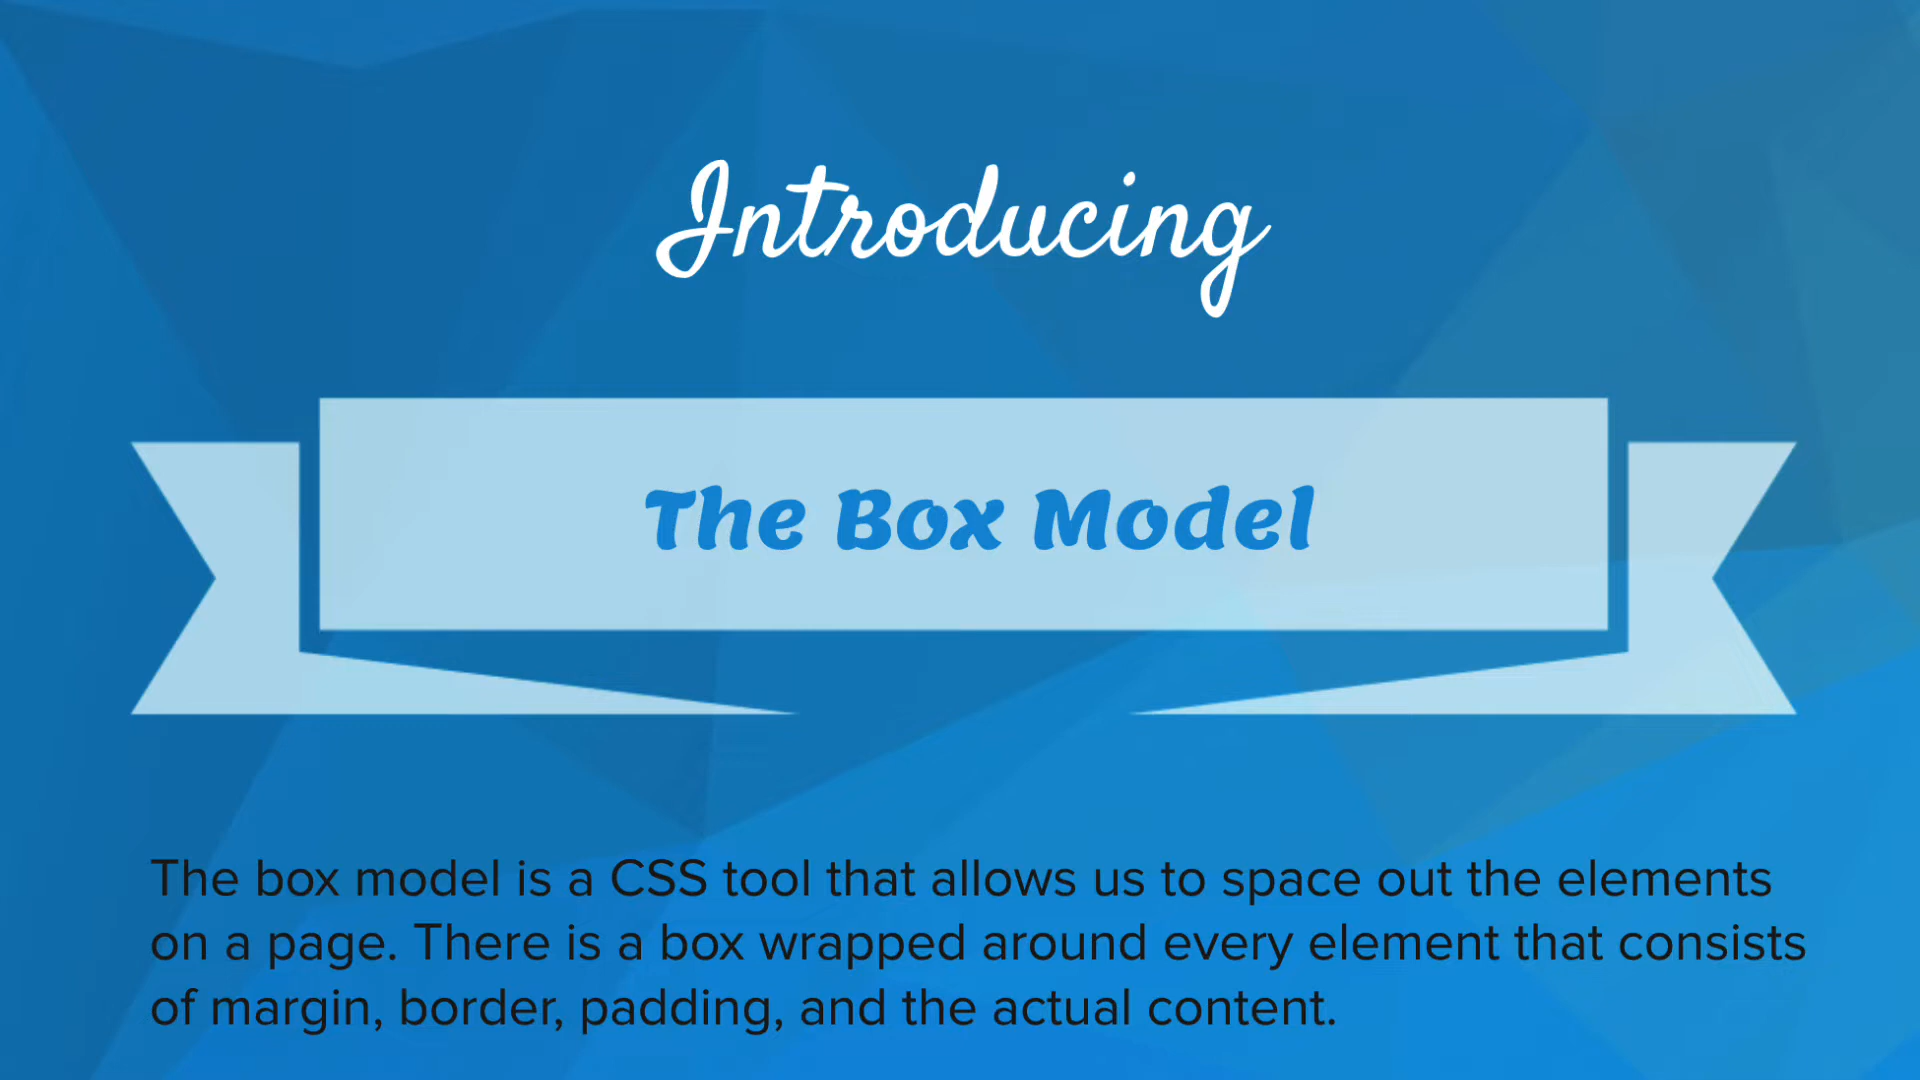 Introducing
The Box Model
The box model is a CSS tool that allows us to space out the elements
on a page. There is a box wrapped around every element that consists
of margin, border, padding, and the actual content.